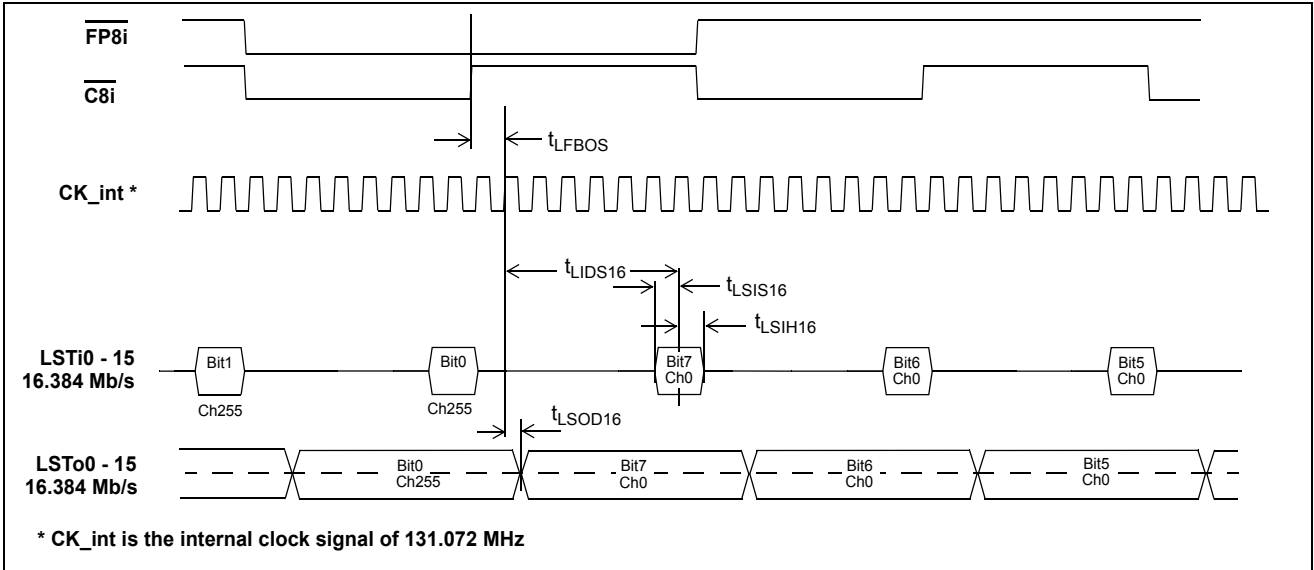 FP8i
C8i
tLFBOS
CK_int *
tLIDS16
tLSIS16
tLSIH16
LSTi0 - 15
16.384 Mb/s
Bit1
Ch255
Bit0
Ch255
Bit7
Ch0
Bit6
Ch0
Bit5
Ch0
tLSOD16
LSTo0 - 15
16.384 Mb/s
Bit0
Ch255
Bit7
Ch0
Bit6
Ch0
Bit5
Ch0
* CK_int is the internal clock signal of 131.072 MHz